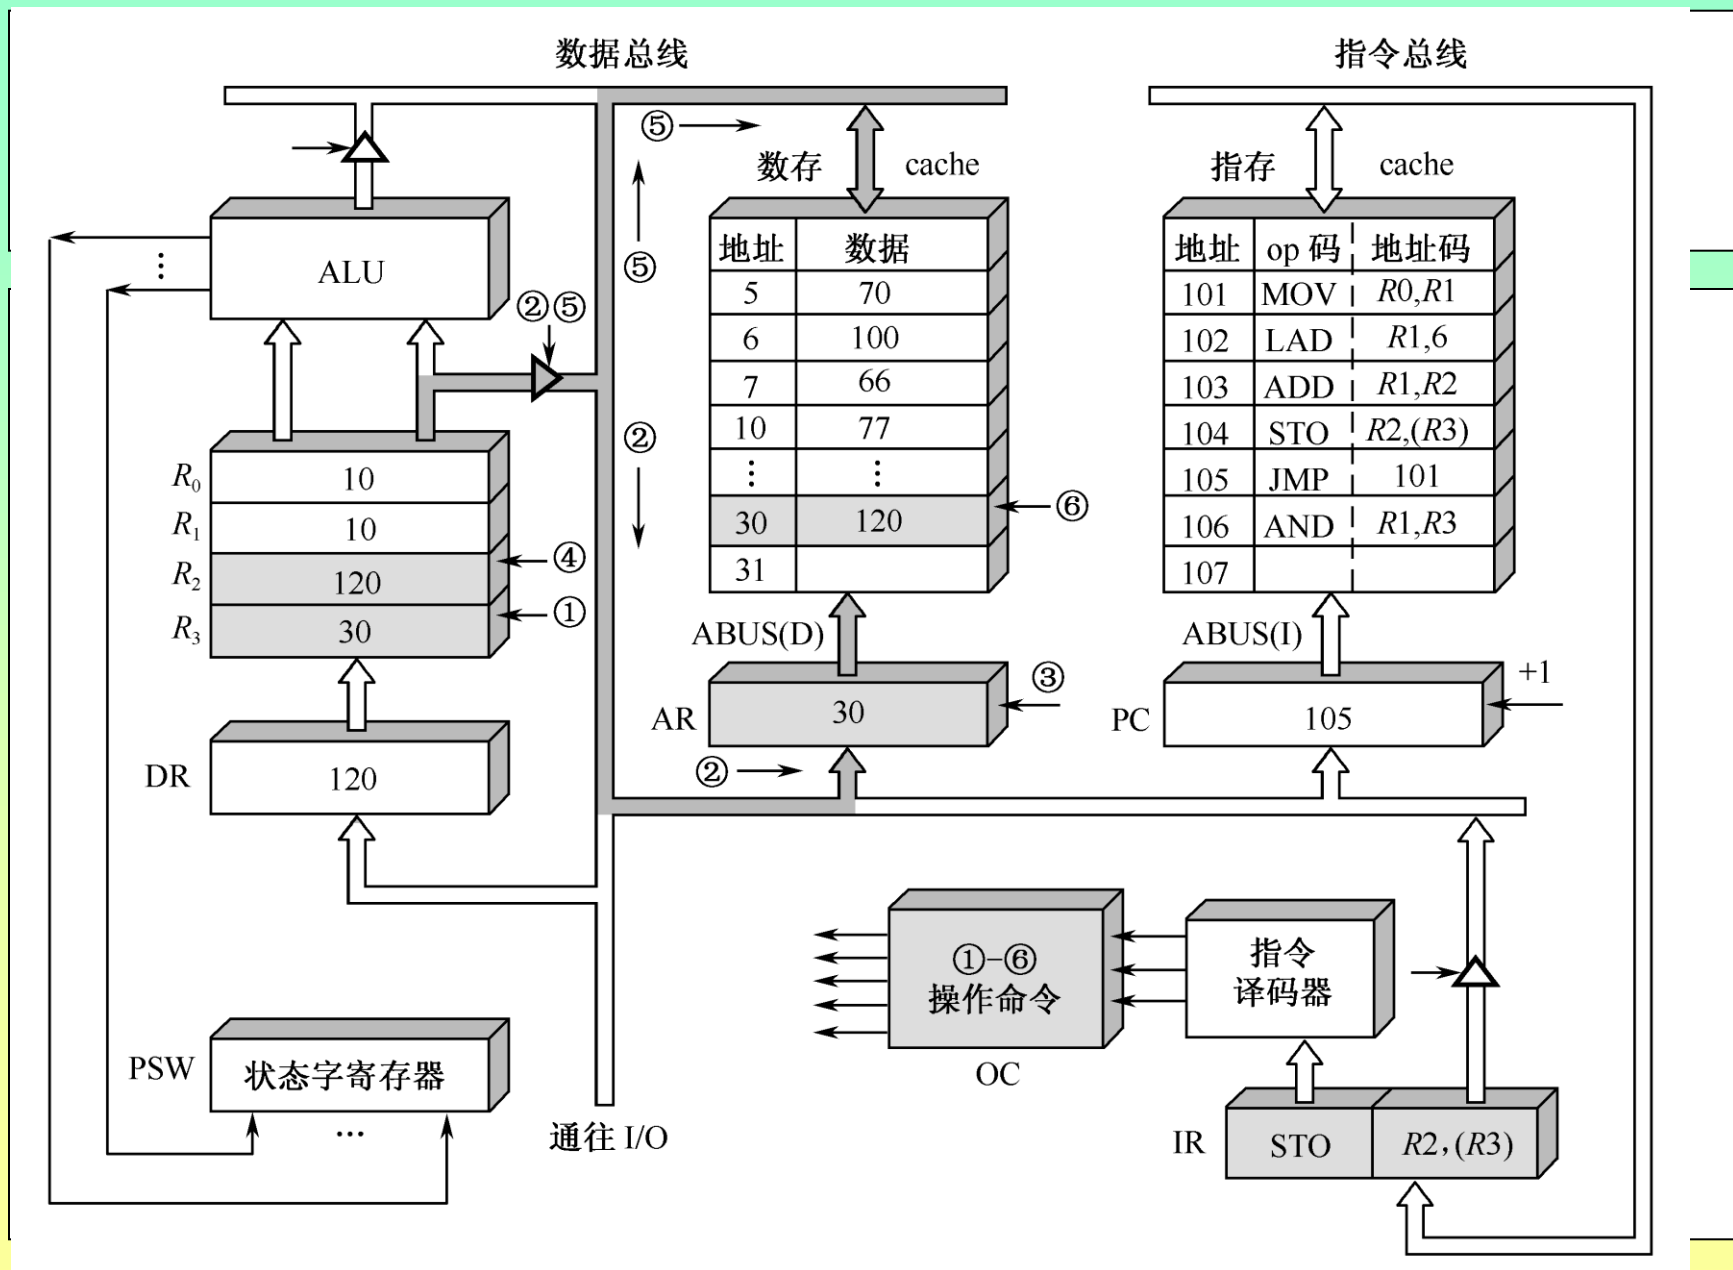 数据总线
指令总线
⑤
数存 cache
指存 cache
⑤
②⑤
②
ALU
⋮
地址 数据
5 70
6 100
7 66
10 77
⋮ ⋮
30 120
31
⑥
地址 op 码 地址码
101 MOV R0,R1
102 LAD R1,6
103 ADD R1,R2
104 STO R2,(R3)
105 JMP 101
106 AND R1,R3
107
R0 10
R1 10
R2 120
R3 30
④
①
ABUS(D)
ABUS(I)
AR 30
③
②
PC 105
+1
DR 120
①-⑥
操作命令
OC
指令
译码器
PSW 状态字寄存器
…
通往 I/O
IR STO R2,(R3)